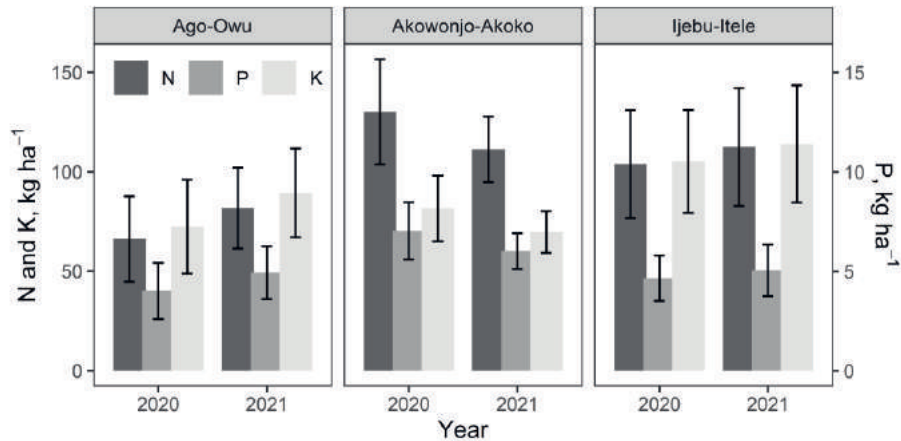 Ago-Owu
Akowonjo-Akoko
Ijebu-Itele
N P K
N and K, kg ha⁻¹
150
100
50
0
15
10
5
0
P, kg ha⁻¹
2020 2021
2020 2021
2020 2021
Year